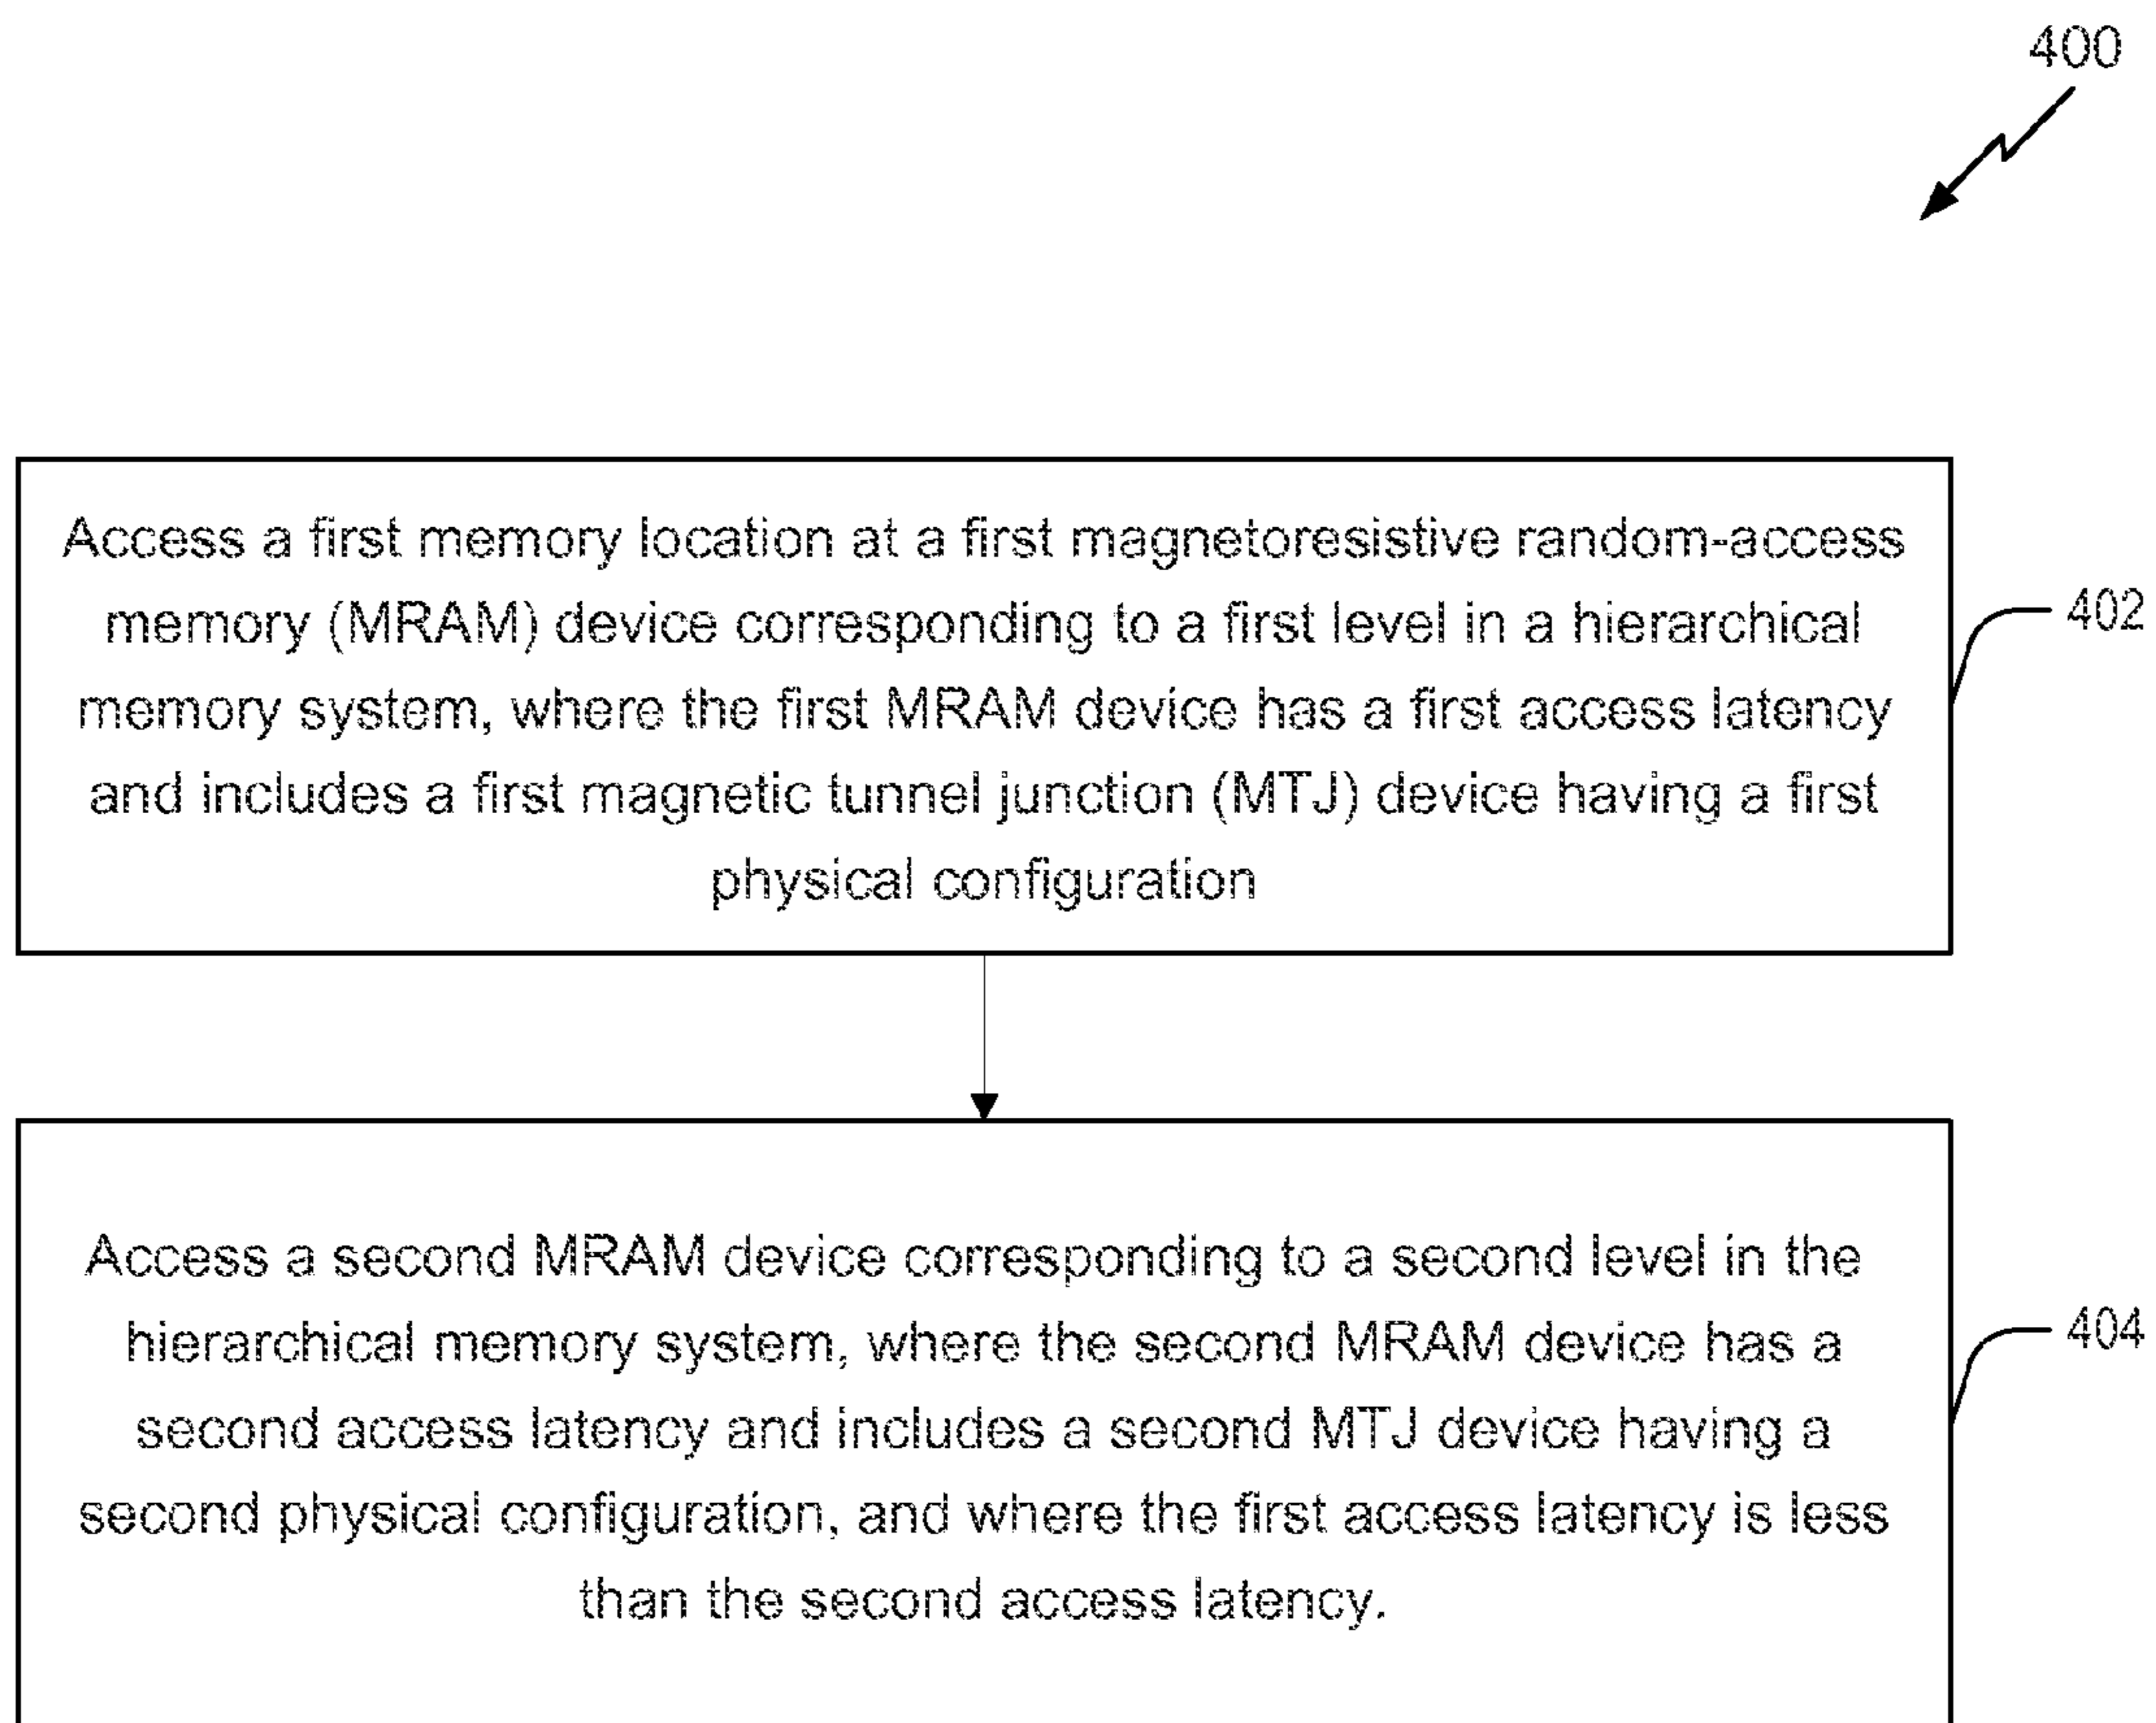 400
Access a first memory location at a first magnetoresistive random-access
memory (MRAM) device corresponding to a first level in a hierarchical
memory system, where the first MRAM device has a first access latency
and includes a first magnetic tunnel junction (MTJ) device having a first
physical configuration
402
Access a second MRAM device corresponding to a second level in the
hierarchical memory system, where the second MRAM device has a
second access latency and includes a second MTJ device having a
second physical configuration, and where the first access latency is less
than the second access latency.
404